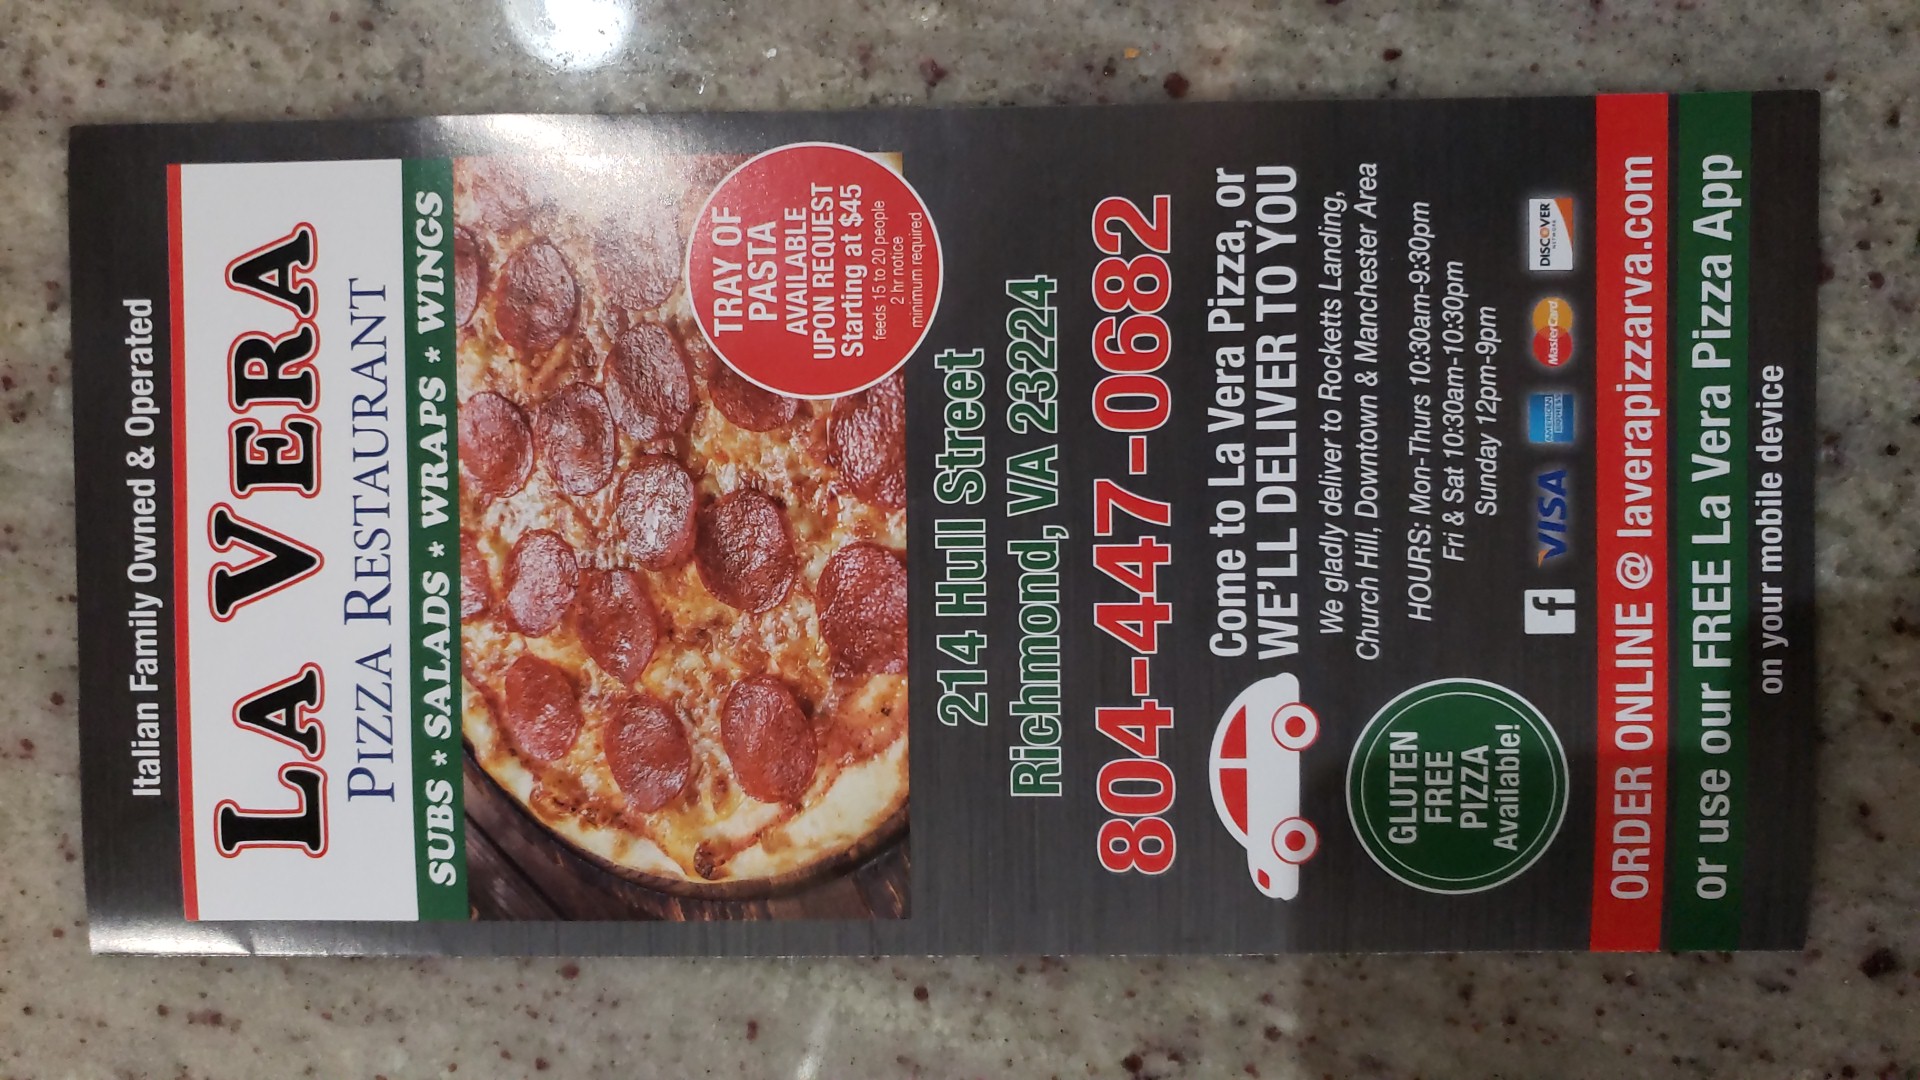 Italian Family Owned & Operated
LA VERA
PIZZA RESTAURANT
SUBS * SALADS * WRAPS * WINGS
TRAY OF
PASTA
AVAILABLE
UPON REQUEST
Starting at $45
feeds 15 to 20 people
2 hr notice
minimum required
214 Hull Street
Richmond, VA 23224
804-447-0682
Come to La Vera Pizza, or
WE'LL DELIVER TO YOU
We gladly deliver to Rocketts Landing,
Church Hill, Downtown & Manchester Area
HOURS: Mon-Thurs 10:30am-9:30pm
Fri & Sat 10:30am-10:30pm
Sunday 12pm-9pm
GLUTEN
FREE
PIZZA
Available!
f
VISA
AMERICAN
EXPRESS
MasterCard
DISCOVER
NETWORK
ORDER ONLINE @ laverapizzarva.com
or use our FREE La Vera Pizza App
on your mobile device